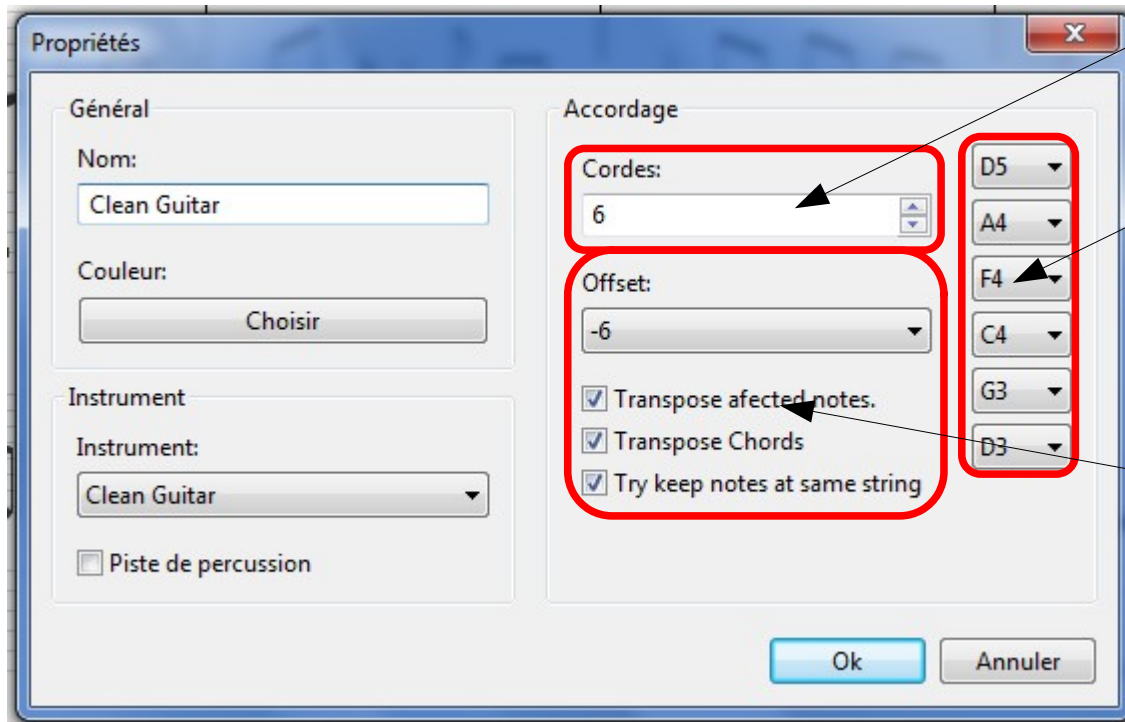 Propriétés
Général
Nom:
Clean Guitar
Couleur:
Choisir
Instrument
Instrument:
Clean Guitar
Piste de percussion
Accordage
Cordes:
6
Offset:
-6
Transpose afected notes.
Transpose Chords
Try keep notes at same string
D5
A4
F4
C4
G3
D3
Ok
Annuler